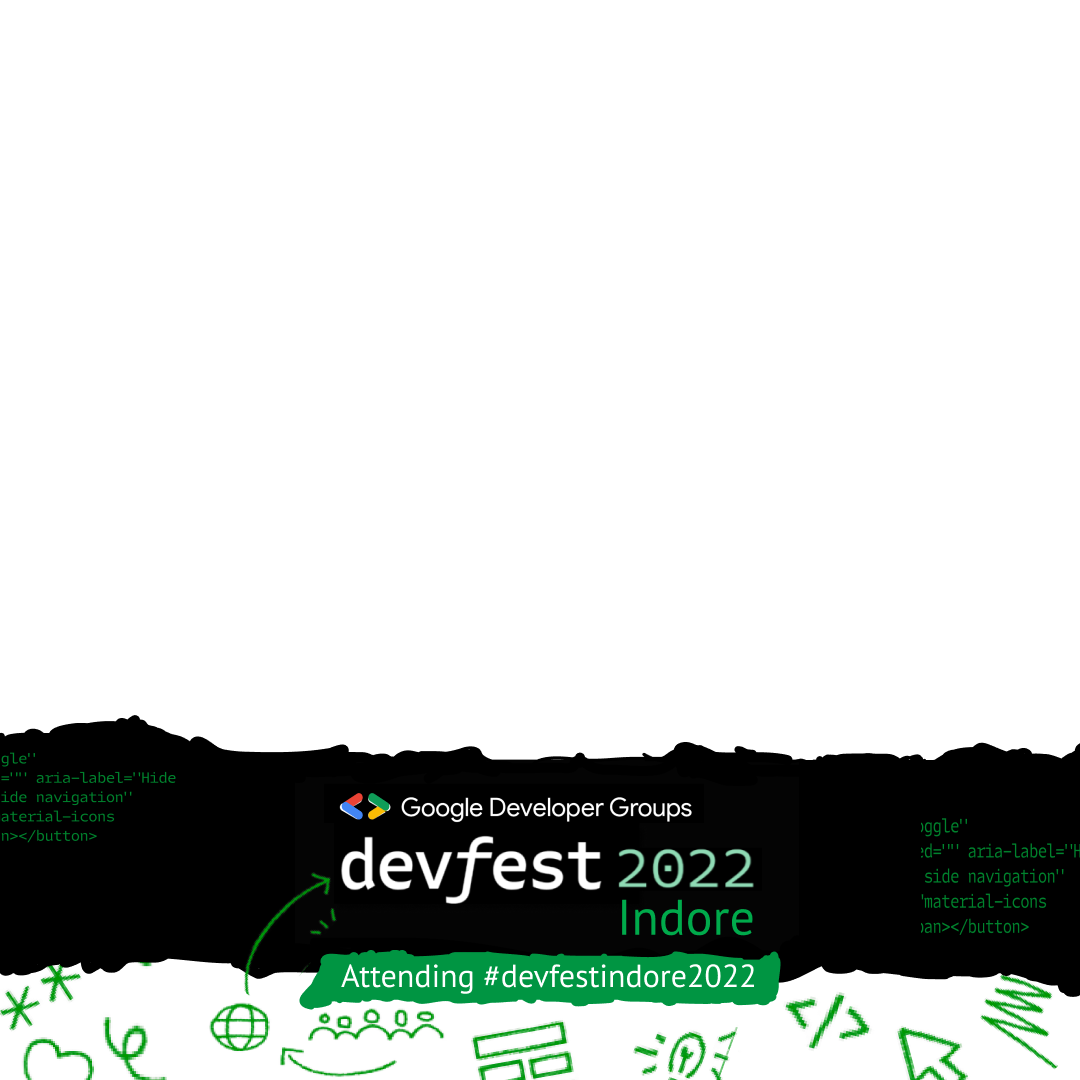 gle"
="" aria-label="Hide
ide navigation"
aterial-icons
n></button>
Google Developer Groups
devfest 2022
Indore
Attending #devfestindore2022
oggle"
ed="" aria-label="H
side navigation"
material-icons
pan></button>